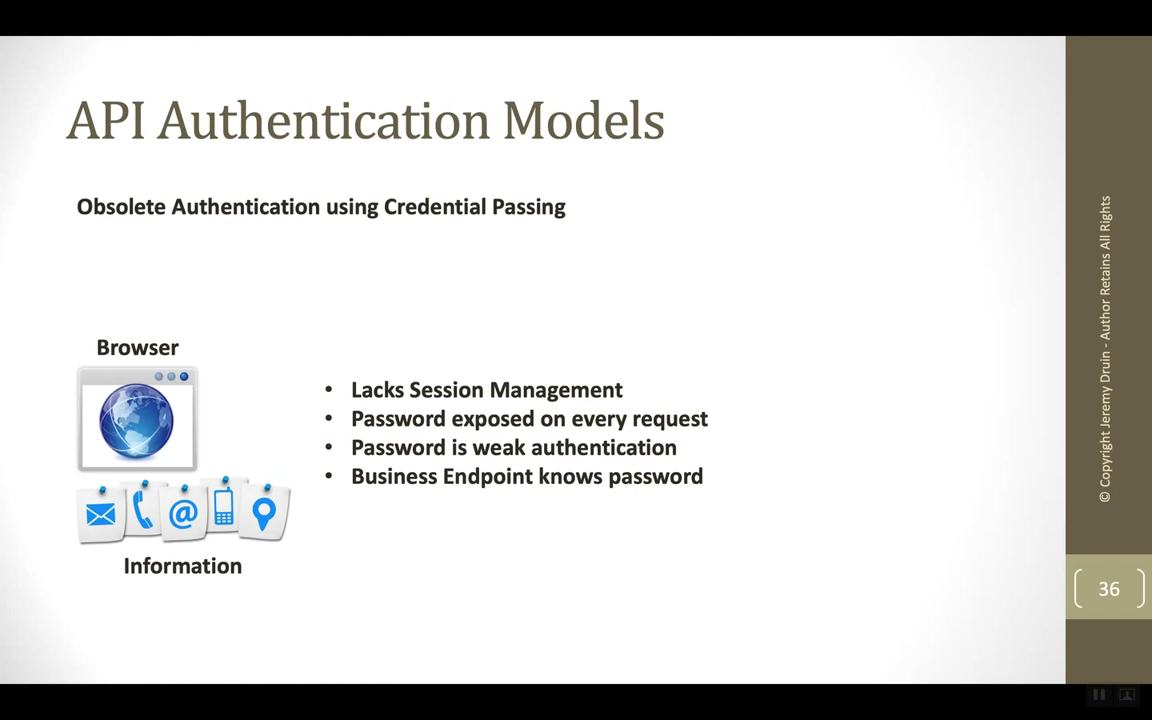 API Authentication Models
Obsolete Authentication using Credential Passing
Browser
• Lacks Session Management
• Password exposed on every request
• Password is weak authentication
• Business Endpoint knows password
@
Information
© Copyright Jeremy Druin - Author Retains All Rights
36